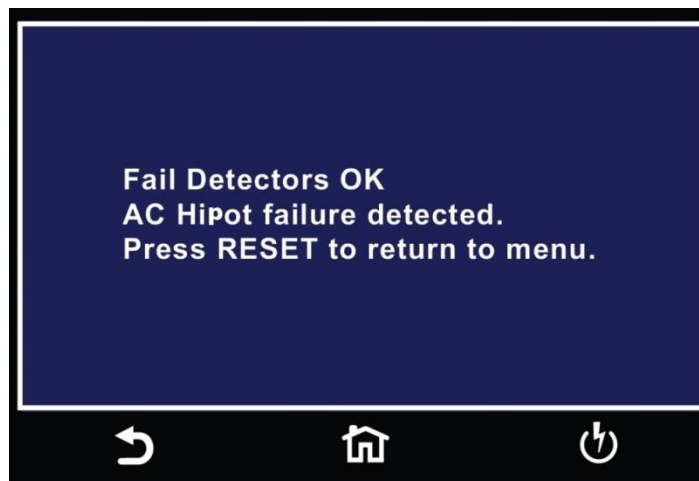 Fail Detectors OK
AC Hipot failure detected.
Press RESET to return to menu.